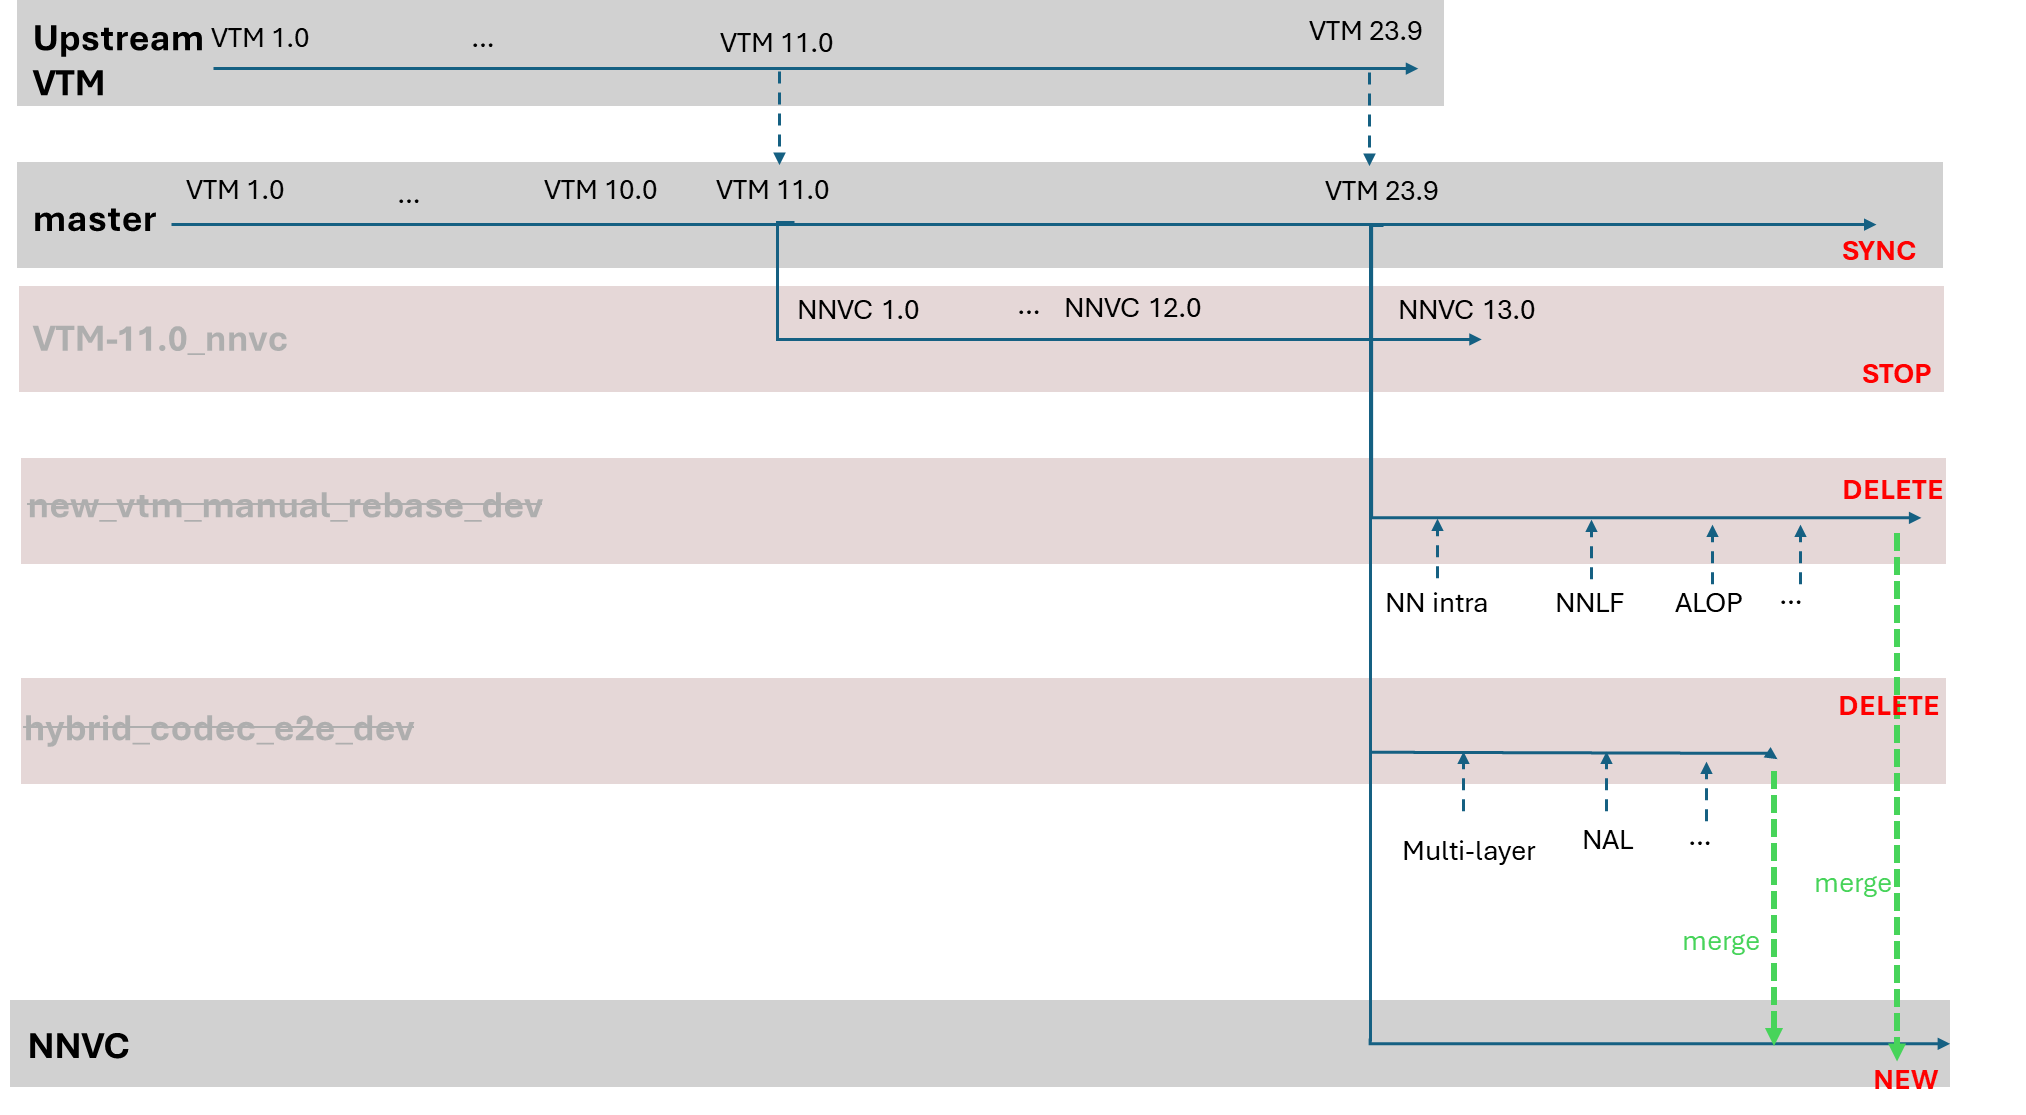 Upstream
VTM
VTM 1.0
...
VTM 11.0
VTM 23.9
master
VTM 1.0
...
VTM 10.0
VTM 11.0
VTM 23.9
SYNC
VTM-11.0_nnvc
NNVC 1.0
...
NNVC 12.0
NNVC 13.0
STOP
new_vtm_manual_rebase_dev
DELETE
NN intra
NNLF
ALOP
...
hybrid_codec_e2e_dev
DELETE
Multi-layer
NAL
...
merge
merge
NNVC
NEW